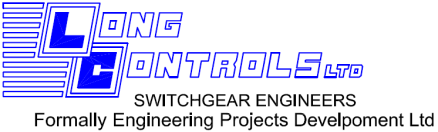 LONG
CONTROLS LTD
SWITCHGEAR ENGINEERS
Formally Engineering Projects Develpoment Ltd